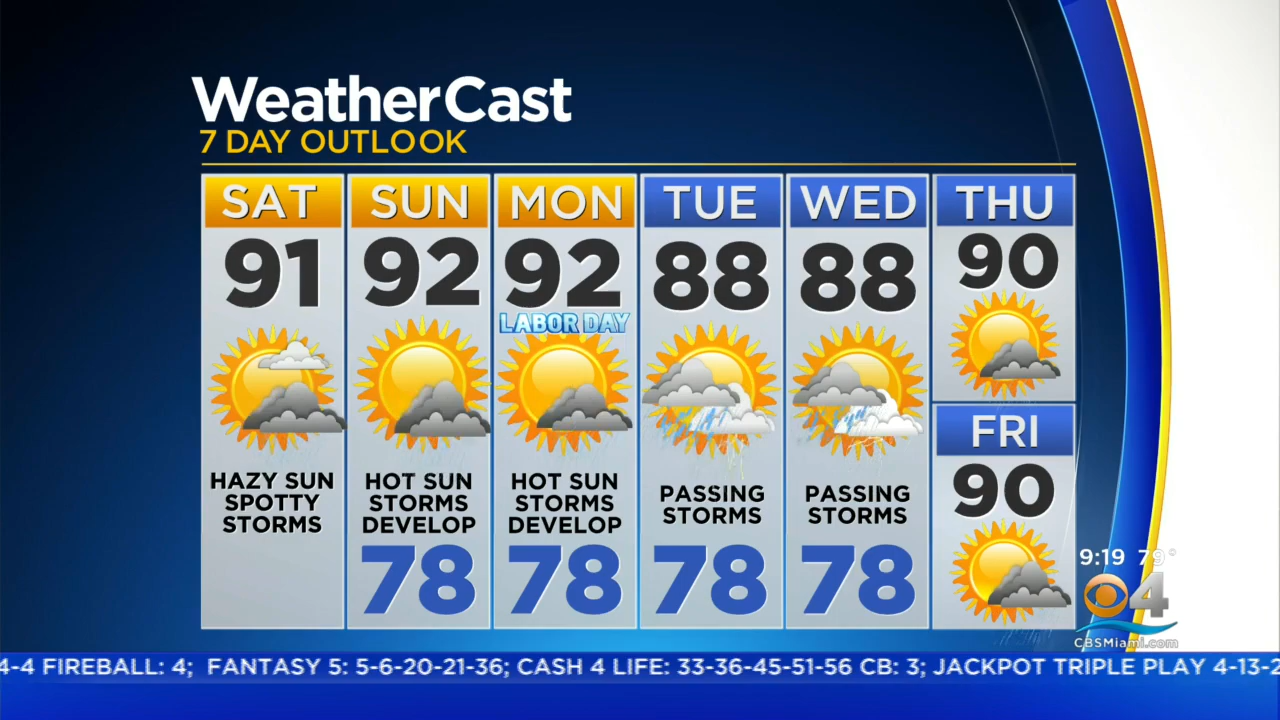 WeatherCast
7 DAY OUTLOOK
SAT
91
HAZY SUN
SPOTTY
STORMS
SUN
92
HOT SUN
STORMS
DEVELOP
78
MON
92
LABOR DAY
HOT SUN
STORMS
DEVELOP
78
TUE
88
PASSING
STORMS
78
WED
88
PASSING
STORMS
78
THU
90
FRI
90
9:19 79°
4
CBSMiami.com
4-4 FIREBALL: 4; FANTASY 5: 5-6-20-21-36; CASH 4 LIFE: 33-36-45-51-56 CB: 3; JACKPOT TRIPLE PLAY 4-13-2